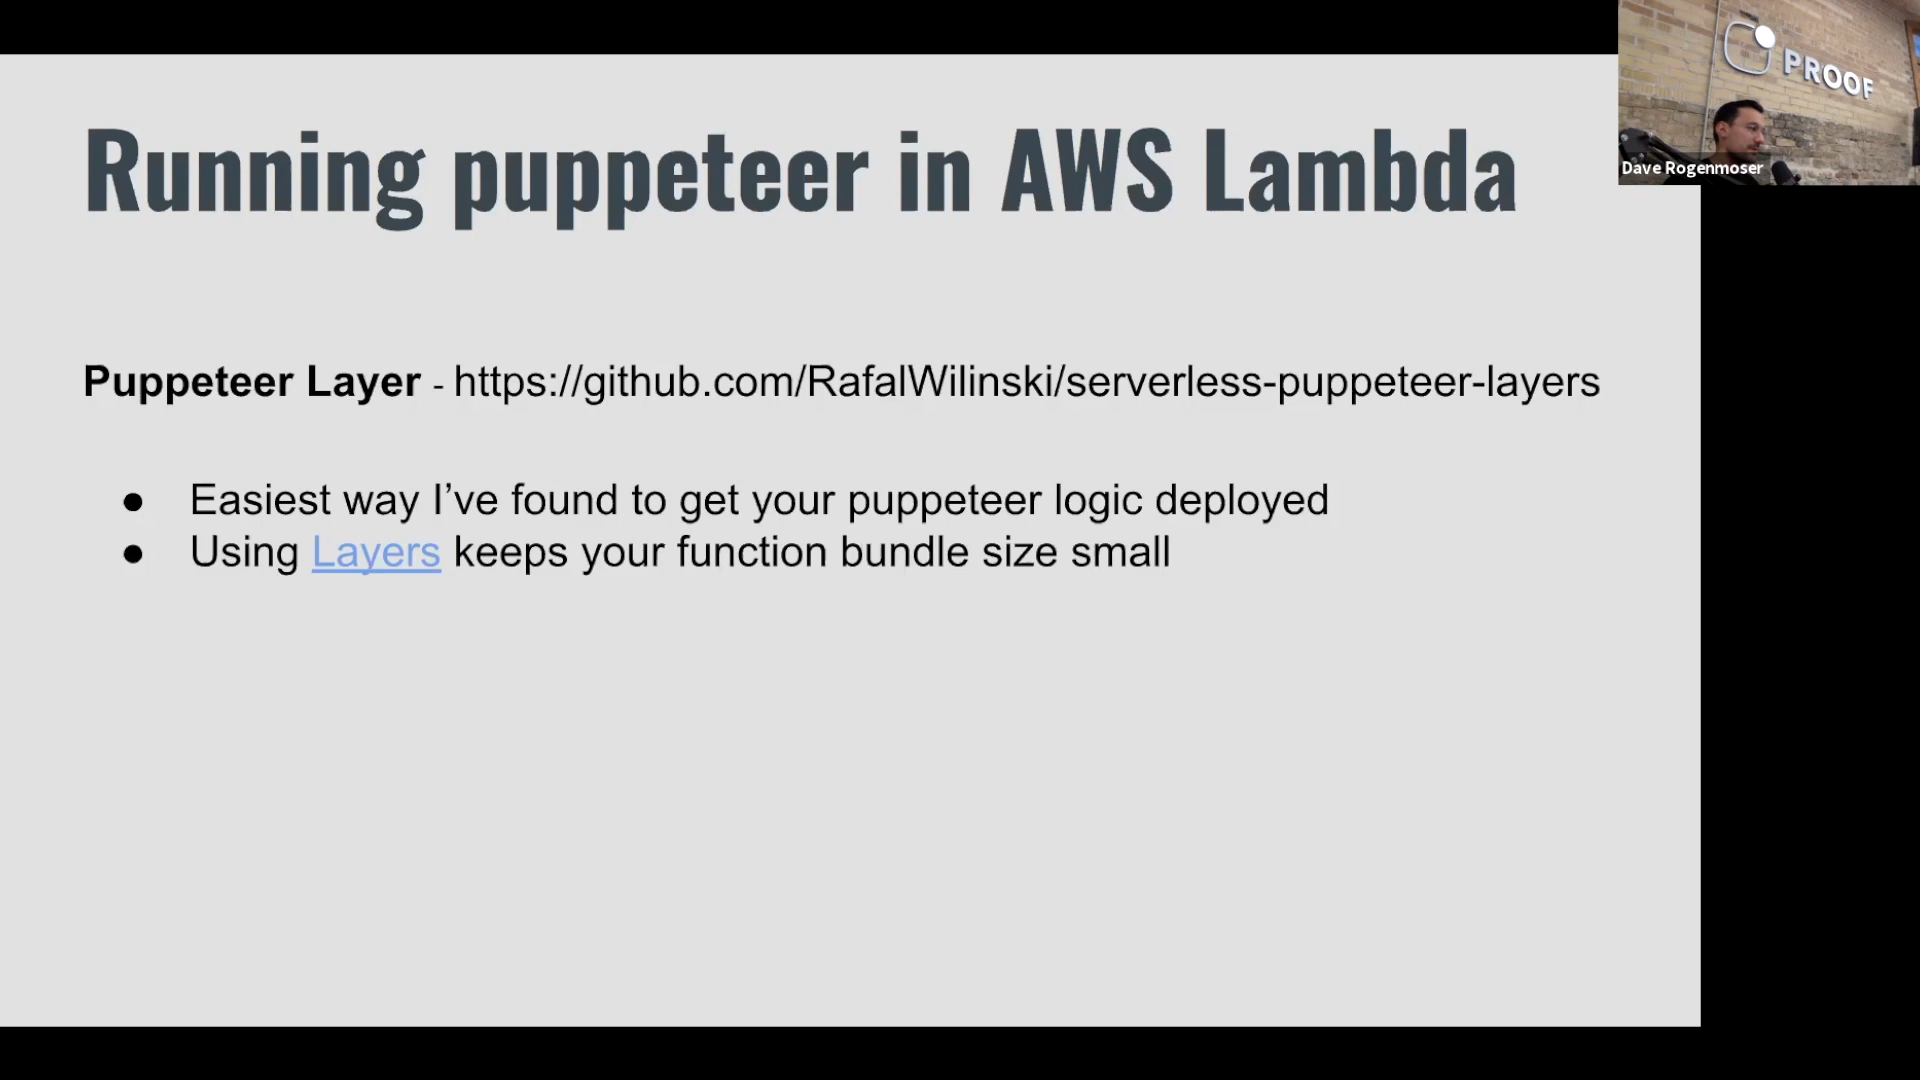 Running puppeteer in AWS Lambda
PROOF
Dave Rogenmoser
Puppeteer Layer - https://github.com/RafalWilinski/serverless-puppeteer-layers
● Easiest way I’ve found to get your puppeteer logic deployed
● Using Layers keeps your function bundle size small